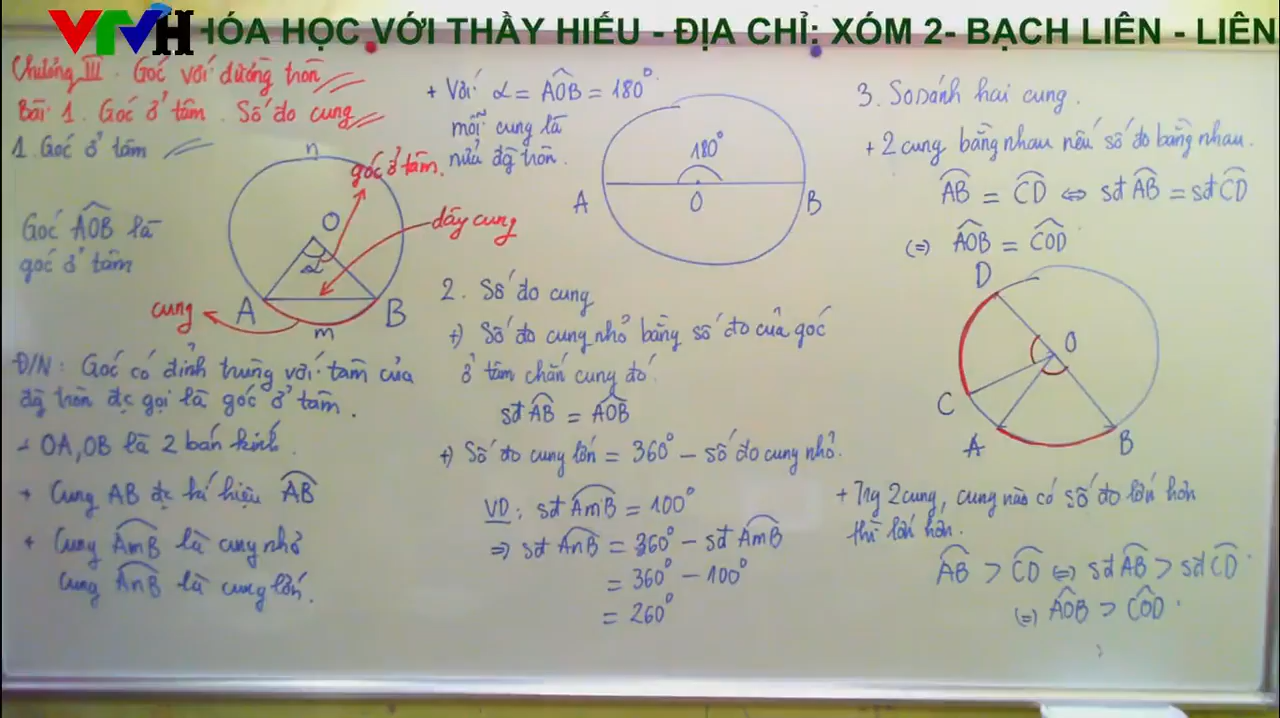 VTVH HÓA HỌC VỚI THẦY HIẾU - ĐỊA CHỈ: XÓM 2- BẠCH LIÊN - LIÊN
Chương III. Góc với đường tròn
Bài 1. Góc ở tâm. Số đo cung
1. Góc ở tâm
n
góc ở tâm.
O
dây cung
α
Góc AOB là
góc ở tâm
cung
A
B
m
Đ/N: Góc có đỉnh trùng với tâm của
đg tròn đc gọi là góc ở tâm.
- OA, OB là 2 bán kính.
+ Cung AB đc kí hiệu AB
+ Cung AmB là cung nhỏ
Cung AnB là cung lớn.
+ Với α = AOB = 180°
mỗi cung là
nửa đg tròn.
180°
A
O
B
2. Số đo cung
+) Số đo cung nhỏ bằng số đo của góc
ở tâm chắn cung đó.
sđ AB = AOB
+) Số đo cung lớn = 360° - số đo cung nhỏ.
VD: sđ AmB = 100°
=> sđ AnB = 360° - sđ AmB
= 360° - 100°
= 260°
3. So sánh hai cung.
+ 2 cung bằng nhau nếu số đo bằng nhau.
AB = CD ⇔ sđ AB = sđ CD
(=) AOB = COD
D
O
C
A
B
+ Trg 2 cung, cung nào có số đo lớn hơn
thì lớn hơn.
AB > CD ⇔ sđ AB > sđ CD
(=) AOB > COD.